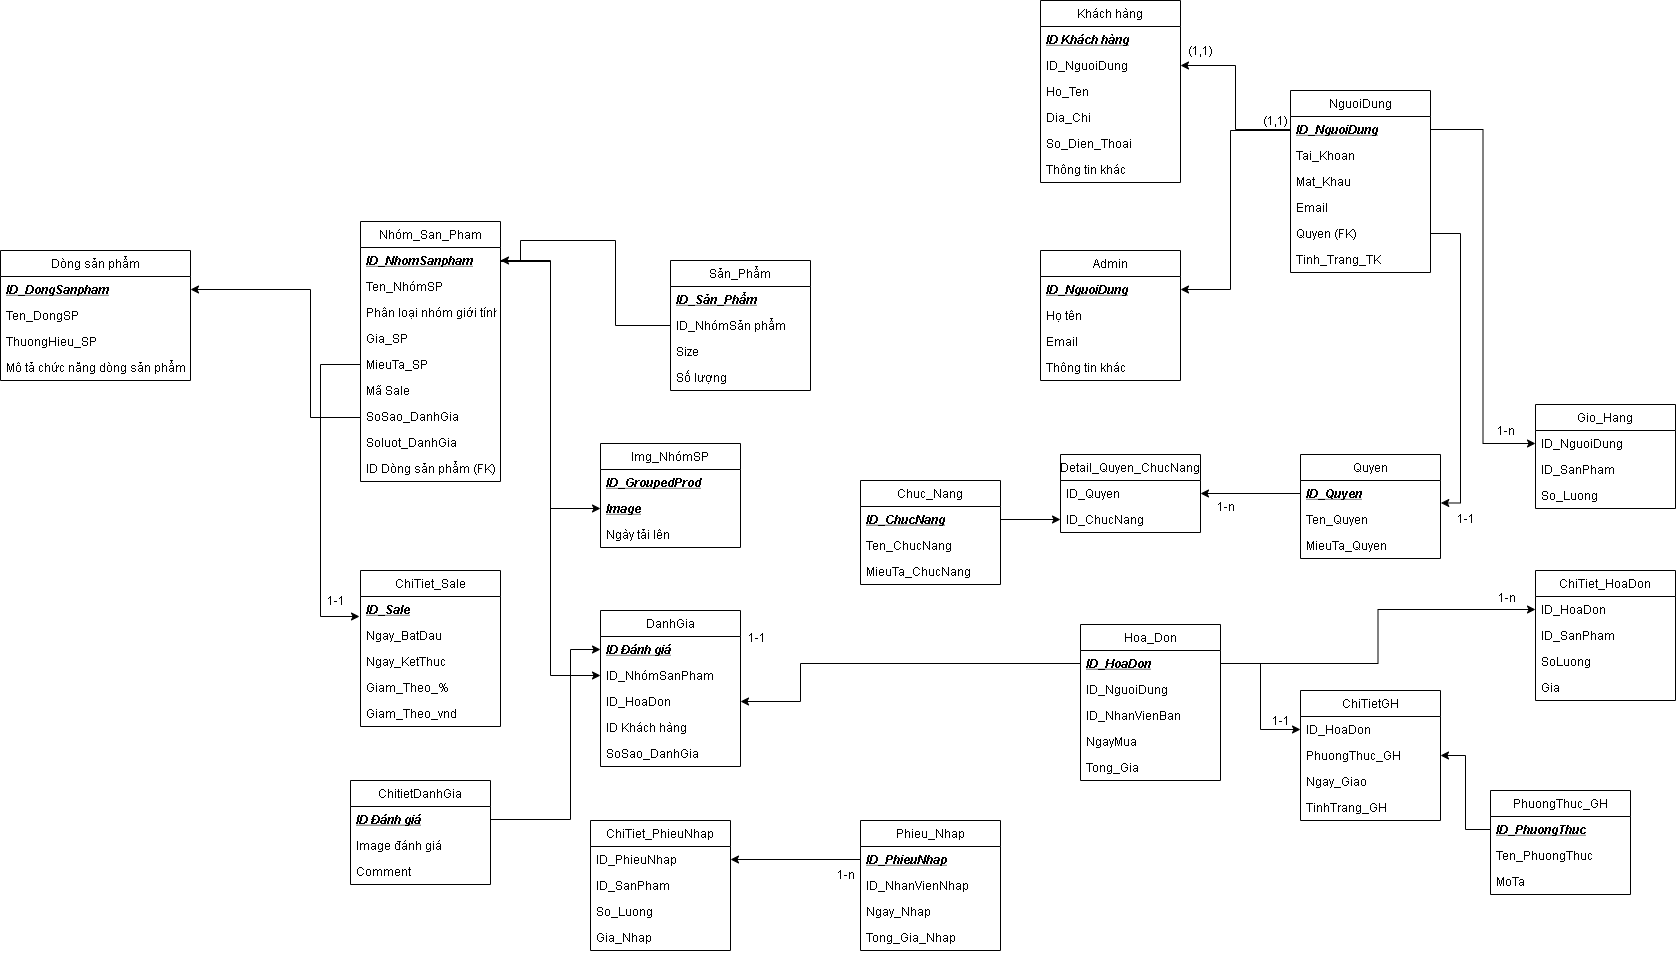 Khách hàng
ID Khách hàng
ID_NguoiDung
Ho_Ten
Dia_Chi
So_Dien_Thoai
Thông tin khác
(1,1)
(1,1)
NguoiDung
ID_NguoiDung
Tai_Khoan
Mat_Khau
Email
Quyen (FK)
Tinh_Trang_TK
Dòng sản phẩm
ID_DongSanpham
Ten_DongSP
ThuongHieu_SP
Mô tả chức năng dòng sản phẩm
Nhóm_San_Pham
ID_NhomSanpham
Ten_NhómSP
Phân loại nhóm giới tính
Gia_SP
MieuTa_SP
Mã Sale
SoSao_DanhGia
Soluot_DanhGia
ID Dòng sản phẩm (FK)
Sản_Phẩm
ID_Sản_Phẩm
ID_NhómSản phẩm
Size
Số lượng
Admin
ID_NguoiDung
Họ tên
Email
Thông tin khác
Gio_Hang
ID_NguoiDung
ID_SanPham
So_Luong
1-n
Img_NhómSP
ID_GroupedProd
Image
Ngày tải lên
Chuc_Nang
ID_ChucNang
Ten_ChucNang
MieuTa_ChucNang
Detail_Quyen_ChucNang
ID_Quyen
ID_ChucNang
1-n
Quyen
ID_Quyen
Ten_Quyen
MieuTa_Quyen
1-1
ChiTiet_Sale
ID_Sale
Ngay_BatDau
Ngay_KetThuc
Giam_Theo_%
Giam_Theo_vnd
1-1
DanhGia
ID Đánh giá
ID_NhómSanPham
ID_HoaDon
ID Khách hàng
SoSao_DanhGia
1-1
Hoa_Don
ID_HoaDon
ID_NguoiDung
ID_NhanVienBan
NgayMua
Tong_Gia
1-n
ChiTiet_HoaDon
ID_HoaDon
ID_SanPham
SoLuong
Gia
1-1
ChiTietGH
ID_HoaDon
PhuongThuc_GH
Ngay_Giao
TinhTrang_GH
ChitietDanhGia
ID Đánh giá
Image đánh giá
Comment
ChiTiet_PhieuNhap
ID_PhieuNhap
ID_SanPham
So_Luong
Gia_Nhap
1-n
Phieu_Nhap
ID_PhieuNhap
ID_NhanVienNhap
Ngay_Nhap
Tong_Gia_Nhap
PhuongThuc_GH
ID_PhuongThuc
Ten_PhuongThuc
MoTa